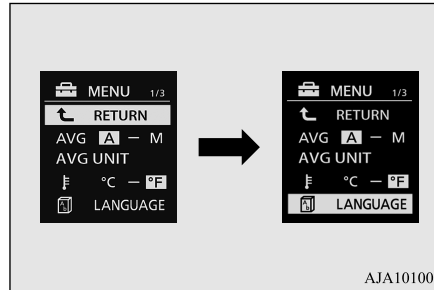 MENU 1/3
RETURN
AVG A – M
AVG UNIT
°C – °F
LANGUAGE
MENU 1/3
RETURN
AVG A – M
AVG UNIT
°C – °F
LANGUAGE
AJA10100